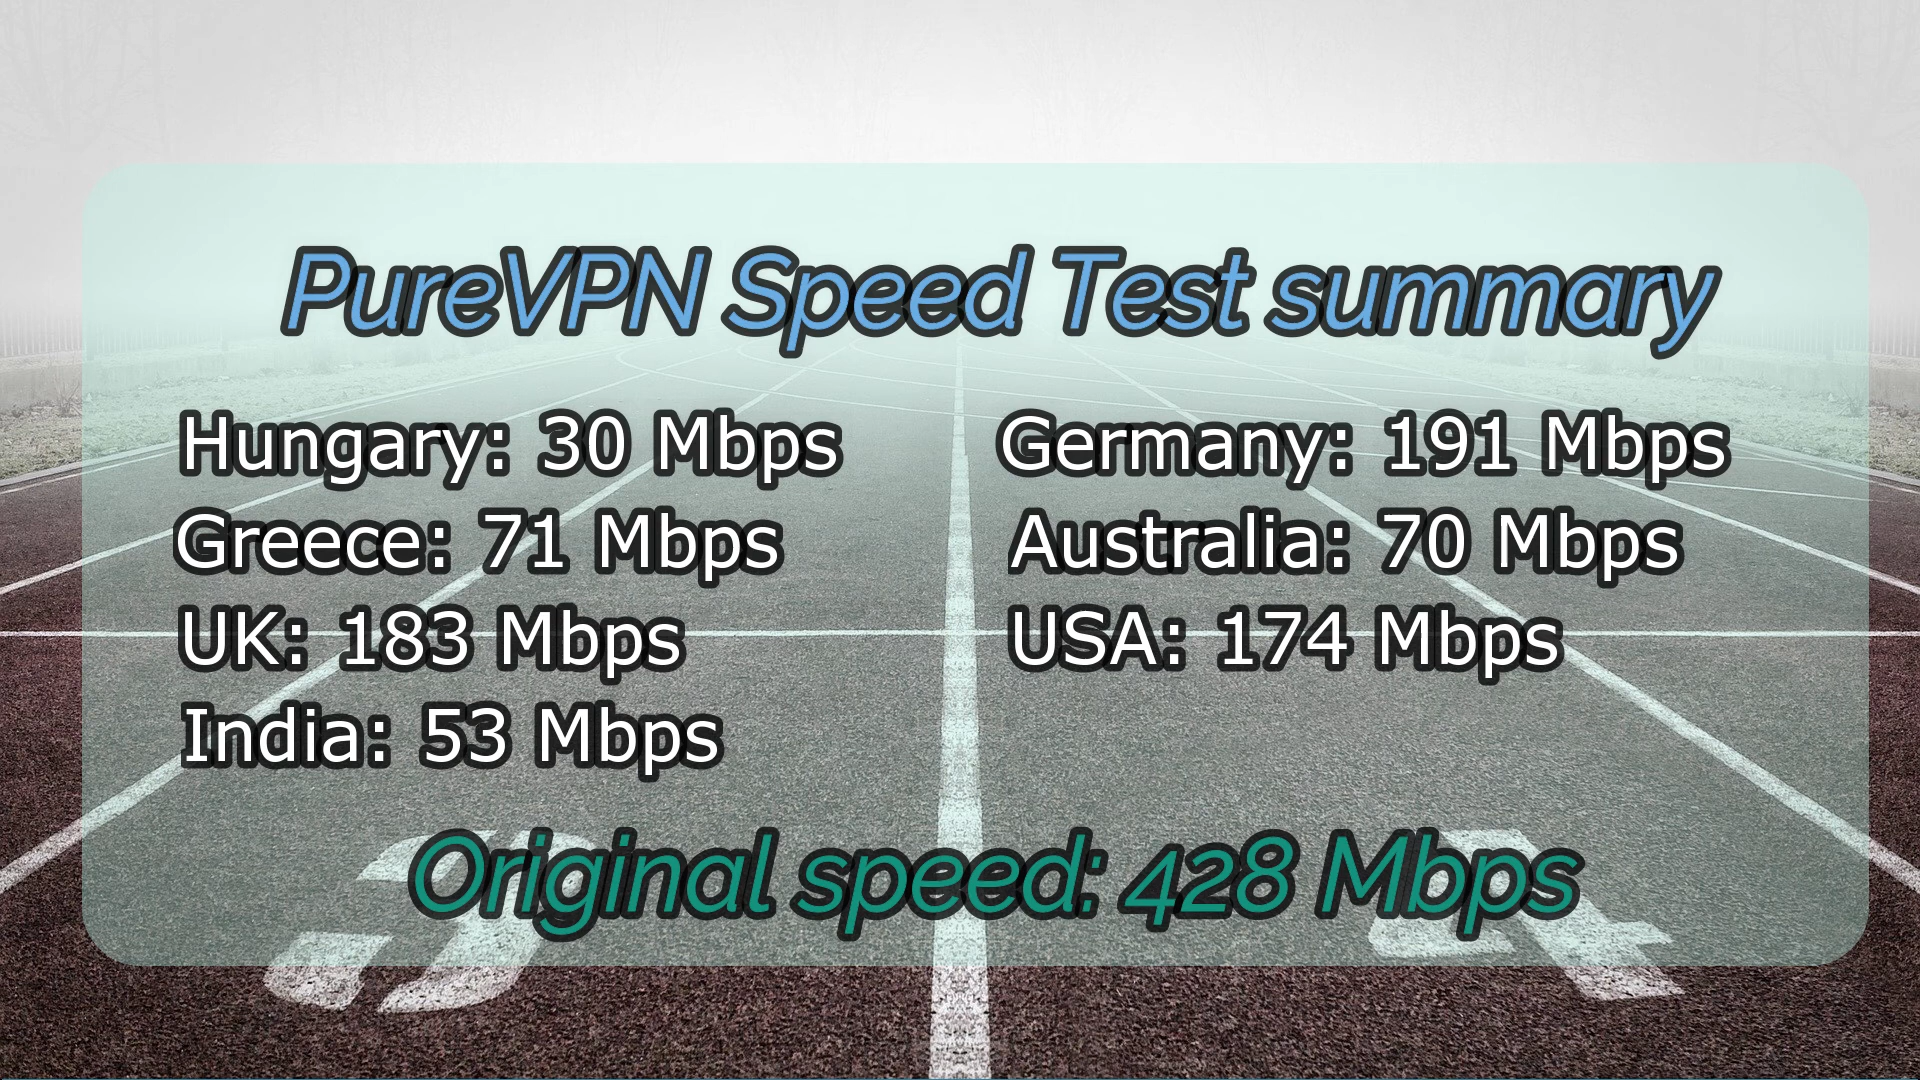 PureVPN Speed Test summary
Hungary: 30 Mbps
Greece: 71 Mbps
UK: 183 Mbps
India: 53 Mbps
Germany: 191 Mbps
Australia: 70 Mbps
USA: 174 Mbps
Original speed: 428 Mbps